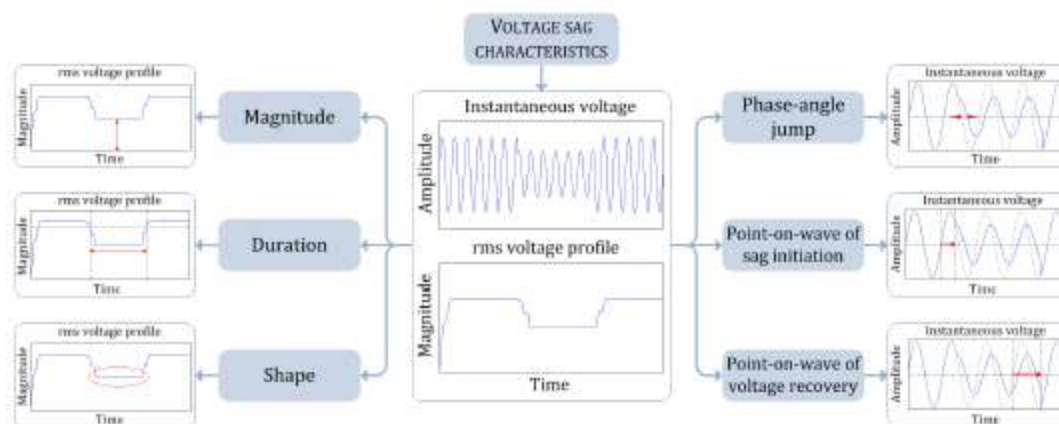 VOLTAGE SAG
CHARACTERISTICS
rms voltage profile
Magnitude
Time
Magnitude
rms voltage profile
Magnitude
Time
Duration
rms voltage profile
Magnitude
Time
Shape
Instantaneous voltage
Amplitude
rms voltage profile
Magnitude
Time
Phase-angle
jump
Instantaneous voltage
Amplitude
Time
Point-on-wave of
sag initiation
Instantaneous voltage
Amplitude
Time
Point-on-wave of
voltage recovery
Instantaneous voltage
Amplitude
Time